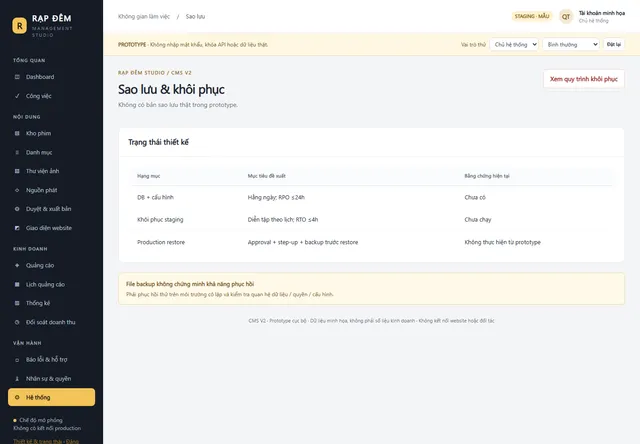 R
RẠP ĐÊM
MANAGEMENT
STUDIO
TỔNG QUAN
Dashboard
Công việc
NỘI DUNG
Kho phim
Danh mục
Thư viện ảnh
Nguồn phát
Duyệt & xuất bản
Giao diện website
KINH DOANH
Quảng cáo
Lịch quảng cáo
Thống kê
Đối soát doanh thu
VẬN HÀNH
Báo lỗi & hỗ trợ
Nhân sự & quyền
Hệ thống
Chế độ mô phỏng
Không có kết nối production
Thiết kế & trạng thái · Đăng
Không gian làm việc / Sao lưu
STAGING · MẪU
QT
Tài khoản minh họa
Chủ hệ thống
PROTOTYPE · Không nhập mật khẩu, khóa API hoặc dữ liệu thật.
Vai trò thử
Chủ hệ thống
Bình thường
Đặt lại
RẠP ĐÊM STUDIO / CMS V2
Sao lưu & khôi phục
Không có bản sao lưu thật trong prototype.
Xem quy trình khôi phục
Trạng thái thiết kế
Hạng mục Mục tiêu đề xuất Bằng chứng hiện tại
DB + cấu hình Hằng ngày; RPO ≤24h Chưa có
Khôi phục staging Diễn tập theo lịch; RTO ≤4h Chưa chạy
Production restore Approval + step-up + backup trước restore Không thực hiện từ prototype
File backup không chứng minh khả năng phục hồi
Phải phục hồi thử trên môi trường cô lập và kiểm tra quan hệ dữ liệu / quyền / cấu hình.
CMS V2 · Prototype cục bộ · Dữ liệu minh họa, không phải số liệu kinh doanh · Không kết nối website hoặc đối tác